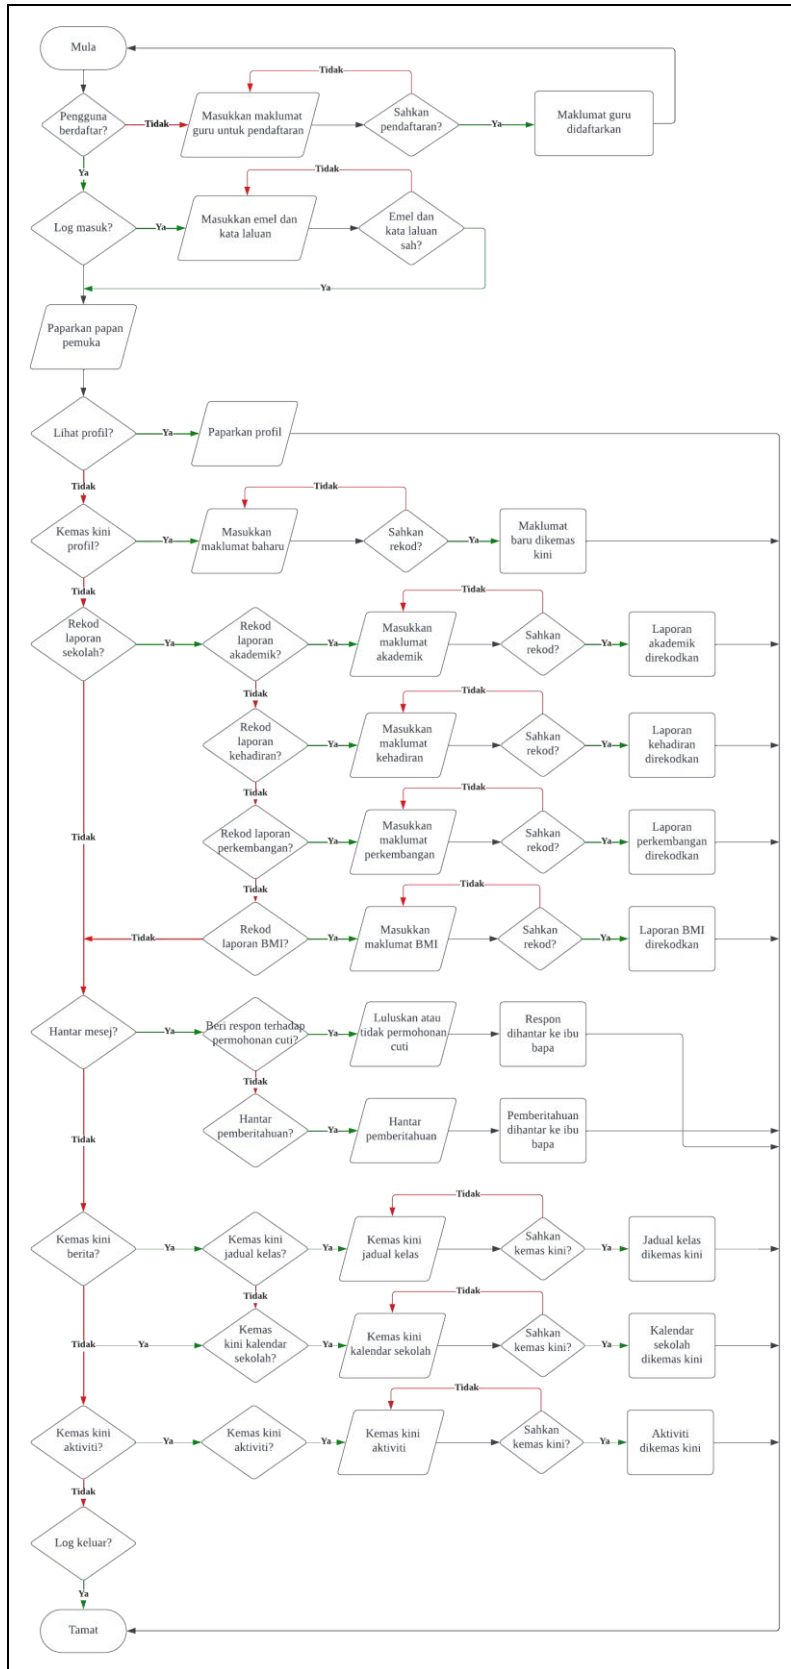 Mula
Tidak
Pengguna
berdaftar?
Tidak
Masukkan maklumat
guru untuk pendaftaran
Sahkan
pendaftaran?
Ya
Maklumat guru
didaftarkan
Ya
Tidak
Log masuk?
Ya
Masukkan emel dan
kata laluan
Emel dan
kata laluan
sah?
Ya
Paparkan papan
pemuka
Lihat profil?
Ya
Paparkan profil
Tidak
Tidak
Kemas kini
profil?
Ya
Masukkan
maklumat baharu
Sahkan
rekod?
Ya
Maklumat
baru dikemas
kini
Tidak
Tidak
Rekod
laporan
sekolah?
Ya
Rekod
laporan
akademik?
Ya
Masukkan
maklumat
akademik
Sahkan
rekod?
Ya
Laporan
akademik
direkodkan
Tidak
Tidak
Rekod
laporan
kehadiran?
Ya
Masukkan
maklumat
kehadiran
Sahkan
rekod?
Ya
Laporan
kehadiran
direkodkan
Tidak
Tidak
Tidak
Rekod laporan
perkembangan?
Ya
Masukkan
maklumat
perkembangan
Sahkan
rekod?
Ya
Laporan
perkembangan
direkodkan
Tidak
Tidak
Tidak
Rekod
laporan BMI?
Ya
Masukkan
maklumat BMI
Sahkan
rekod?
Ya
Laporan BMI
direkodkan
Hantar mesej?
Ya
Beri respon terhadap
permohonan cuti?
Ya
Luluskan atau
tidak permohonan
cuti
Respon
dihantar ke ibu
bapa
Tidak
Tidak
Hantar
pemberitahuan?
Ya
Hantar
pemberitahuan
Pemberitahuan
dihantar ke ibu
bapa
Tidak
Kemas kini
berita?
Ya
Kemas kini
jadual kelas?
Ya
Kemas kini
jadual kelas
Sahkan
kemas kini?
Ya
Jadual kelas
dikemas kini
Tidak
Tidak
Tidak
Ya
Kemas
kini kalendar
sekolah?
Ya
Kemas kini
kalendar sekolah
Sahkan
kemas kini?
Ya
Kalendar
sekolah
dikemas kini
Tidak
Kemas kini
aktiviti?
Ya
Kemas kini
aktiviti?
Ya
Kemas kini
aktiviti
Sahkan
kemas kini?
Ya
Aktiviti
dikemas kini
Tidak
Log keluar?
Ya
Tamat